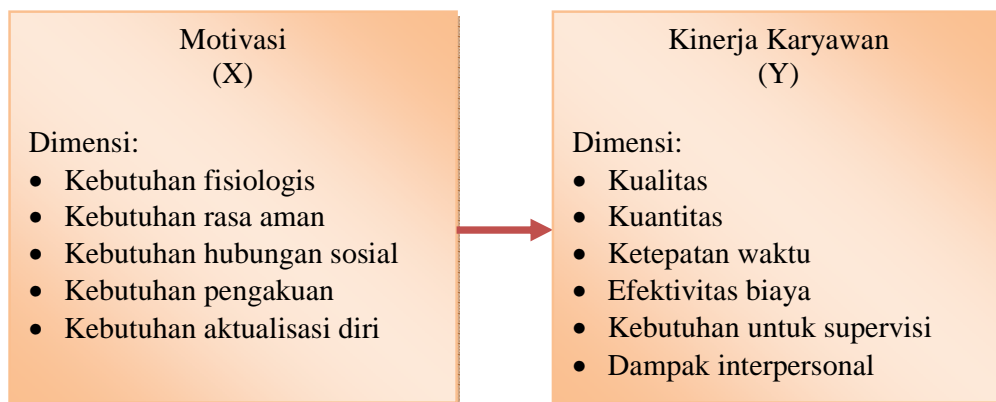 Motivasi
(X)
Dimensi:
• Kebutuhan fisiologis
• Kebutuhan rasa aman
• Kebutuhan hubungan sosial
• Kebutuhan pengakuan
• Kebutuhan aktualisasi diri
Kinerja Karyawan
(Y)
Dimensi:
• Kualitas
• Kuantitas
• Ketepatan waktu
• Efektivitas biaya
• Kebutuhan untuk supervisi
• Dampak interpersonal